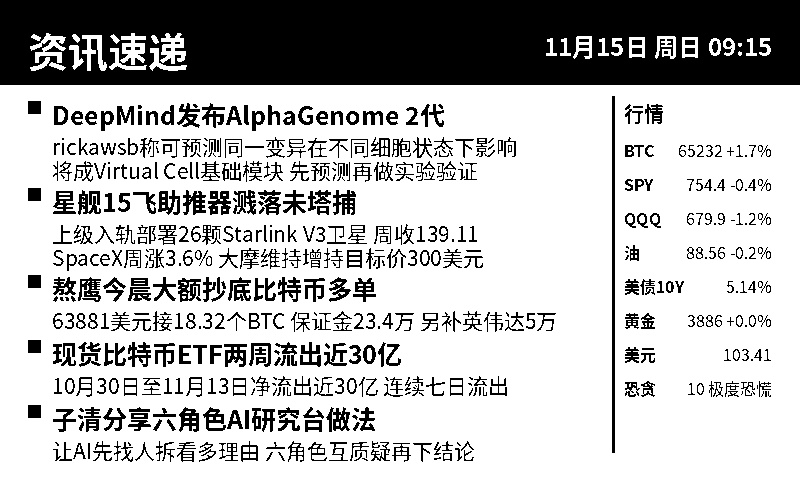 资讯速递
11月15日 周日 09:15
DeepMind发布AlphaGenome 2代
rickawsb称可预测同一变异在不同细胞状态下影响
将成Virtual Cell基础模块 先预测再做实验验证
星舰15飞助推器溅落未塔捕
上级入轨部署26颗Starlink V3卫星 周收139.11
SpaceX周涨3.6% 大摩维持增持目标价300美元
熬鹰今晨大额抄底比特币多单
63881美元接18.32个BTC 保证金23.4万 另补英伟达5万
现货比特币ETF两周流出近30亿
10月30日至11月13日净流出近30亿 连续七日流出
子清分享六角色AI研究台做法
让AI先找人拆看多理由 六角色互质疑再下结论
行情
BTC 65232 +1.7%
SPY 754.4 -0.4%
QQQ 679.9 -1.2%
油 88.56 -0.2%
美债10Y 5.14%
黄金 3886 +0.0%
美元 103.41
恐贪 10 极度恐慌